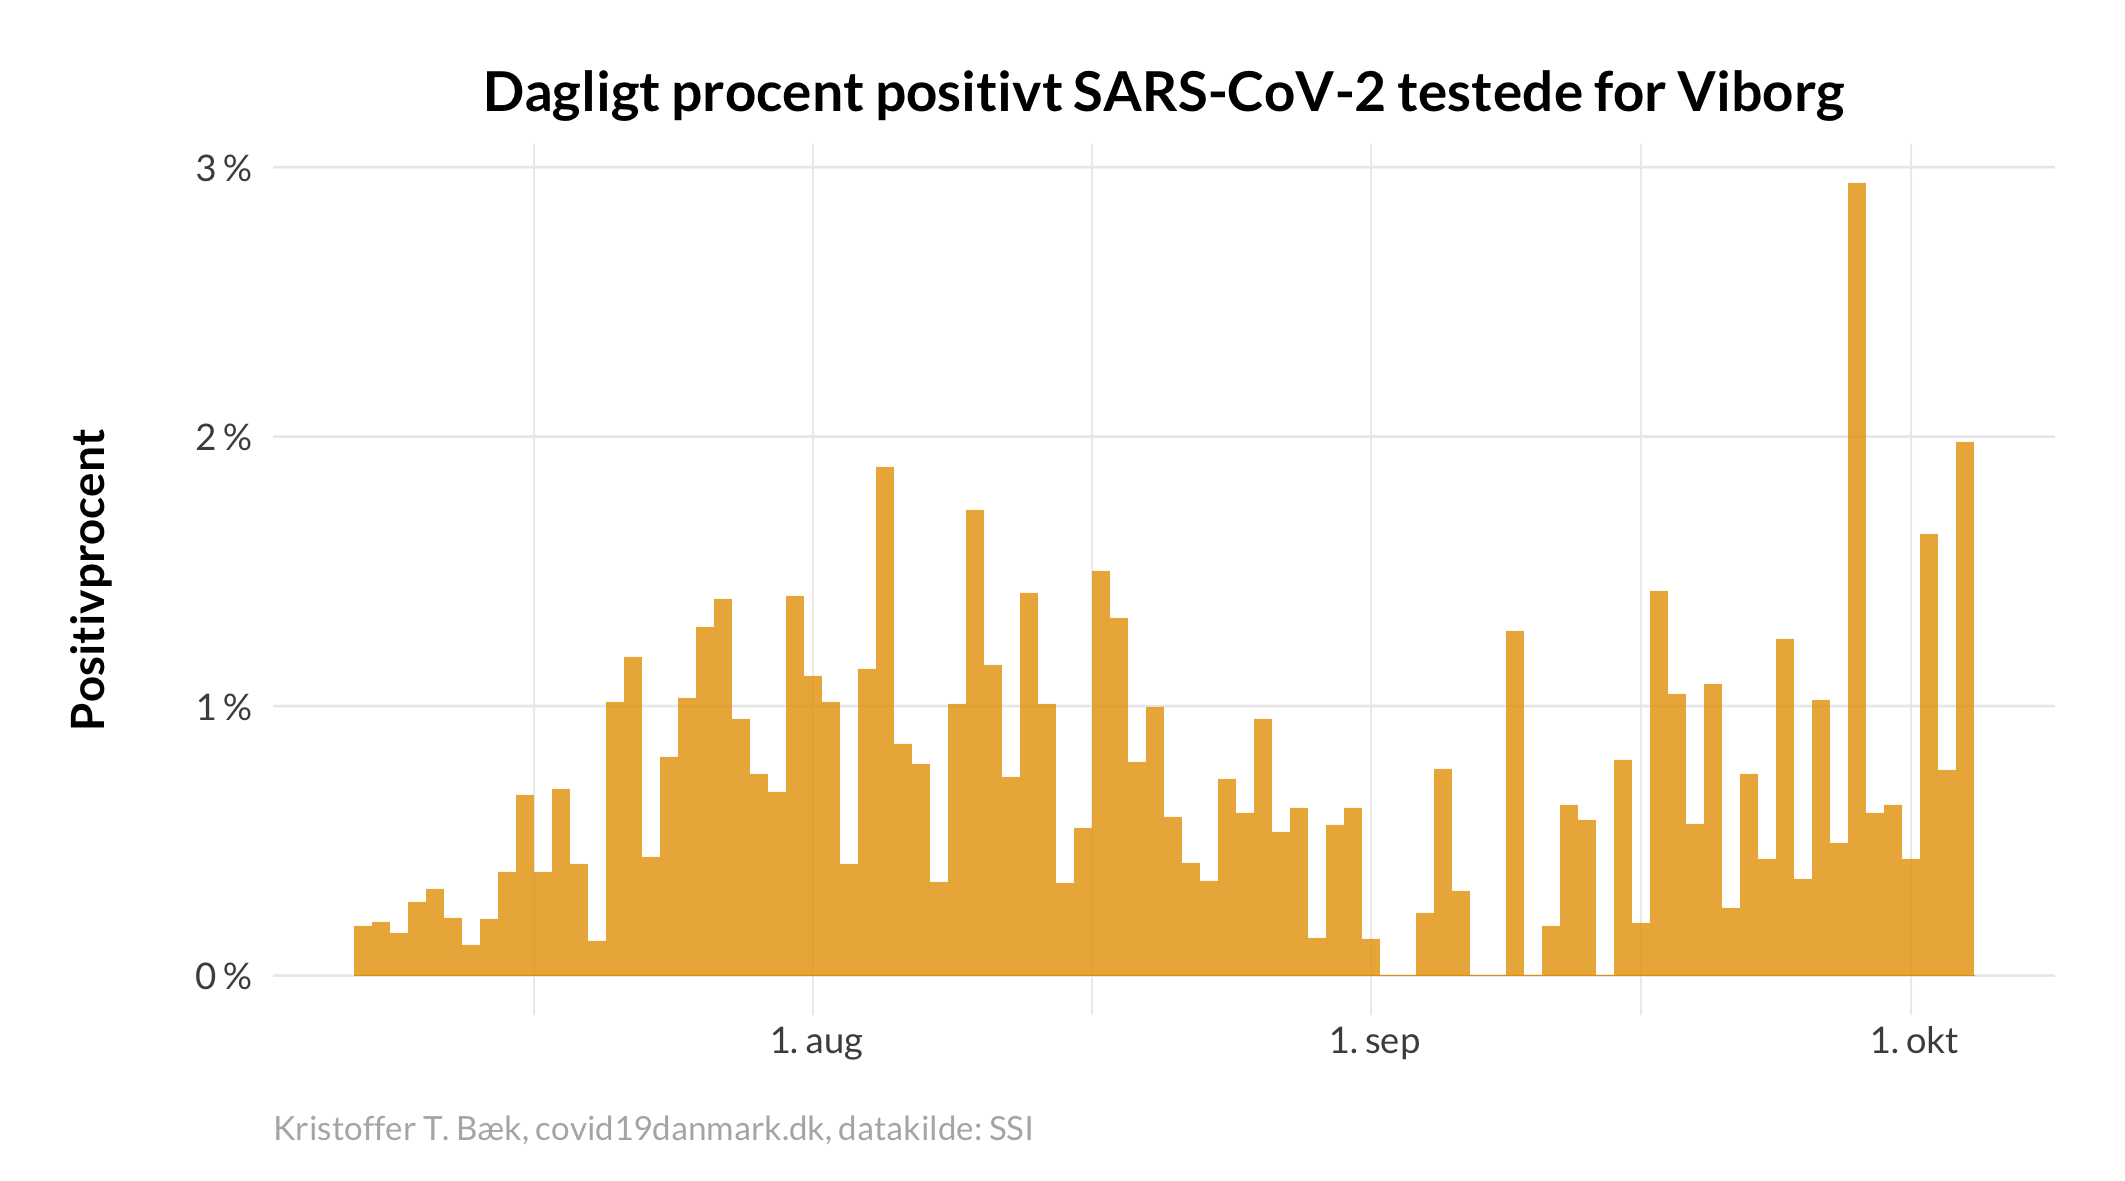 Dagligt procent positivt SARS-CoV-2 testede for Viborg
Positivprocent
3 %
2 %
1 %
0 %
1. aug
1. sep
1. okt
Kristoffer T. Bæk, covid19danmark.dk, datakilde: SSI